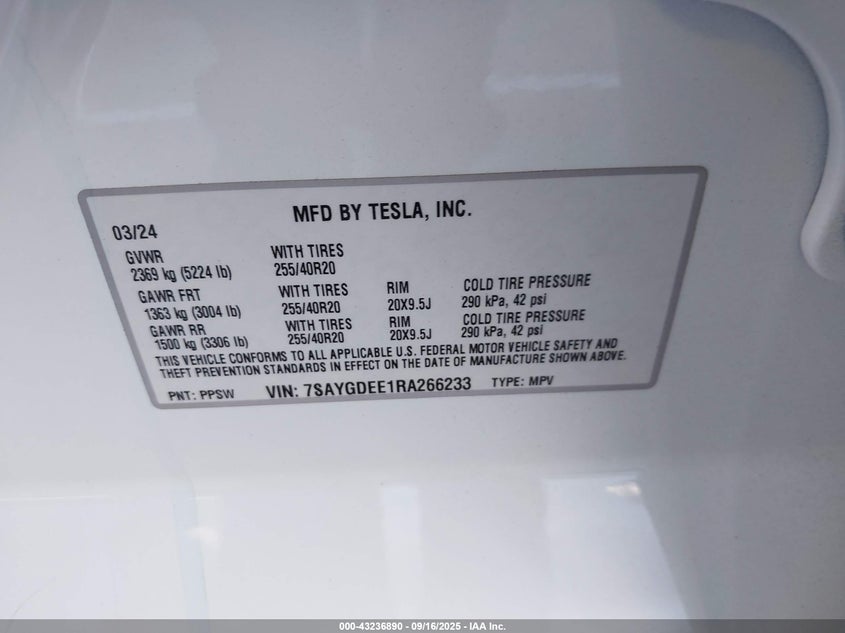 MFD BY TESLA, INC.
03/24
GVWR WITH TIRES
2369 kg (5224 lb) 255/40R20
GAWR FRT WITH TIRES RIM COLD TIRE PRESSURE
1363 kg (3004 lb) 255/40R20 20X9.5J 290 kPa, 42 psi
GAWR RR WITH TIRES RIM COLD TIRE PRESSURE
1500 kg (3306 lb) 255/40R20 20X9.5J 290 kPa, 42 psi
THIS VEHICLE CONFORMS TO ALL APPLICABLE U.S. FEDERAL MOTOR VEHICLE SAFETY AND
THEFT PREVENTION STANDARDS IN EFFECT ON THE DATE OF MANUFACTURE SHOWN ABOVE.
PNT: PPSW VIN: 7SAYGDEE1RA266233 TYPE: MPV
000-43236890 - 09/16/2025 - IAA Inc.